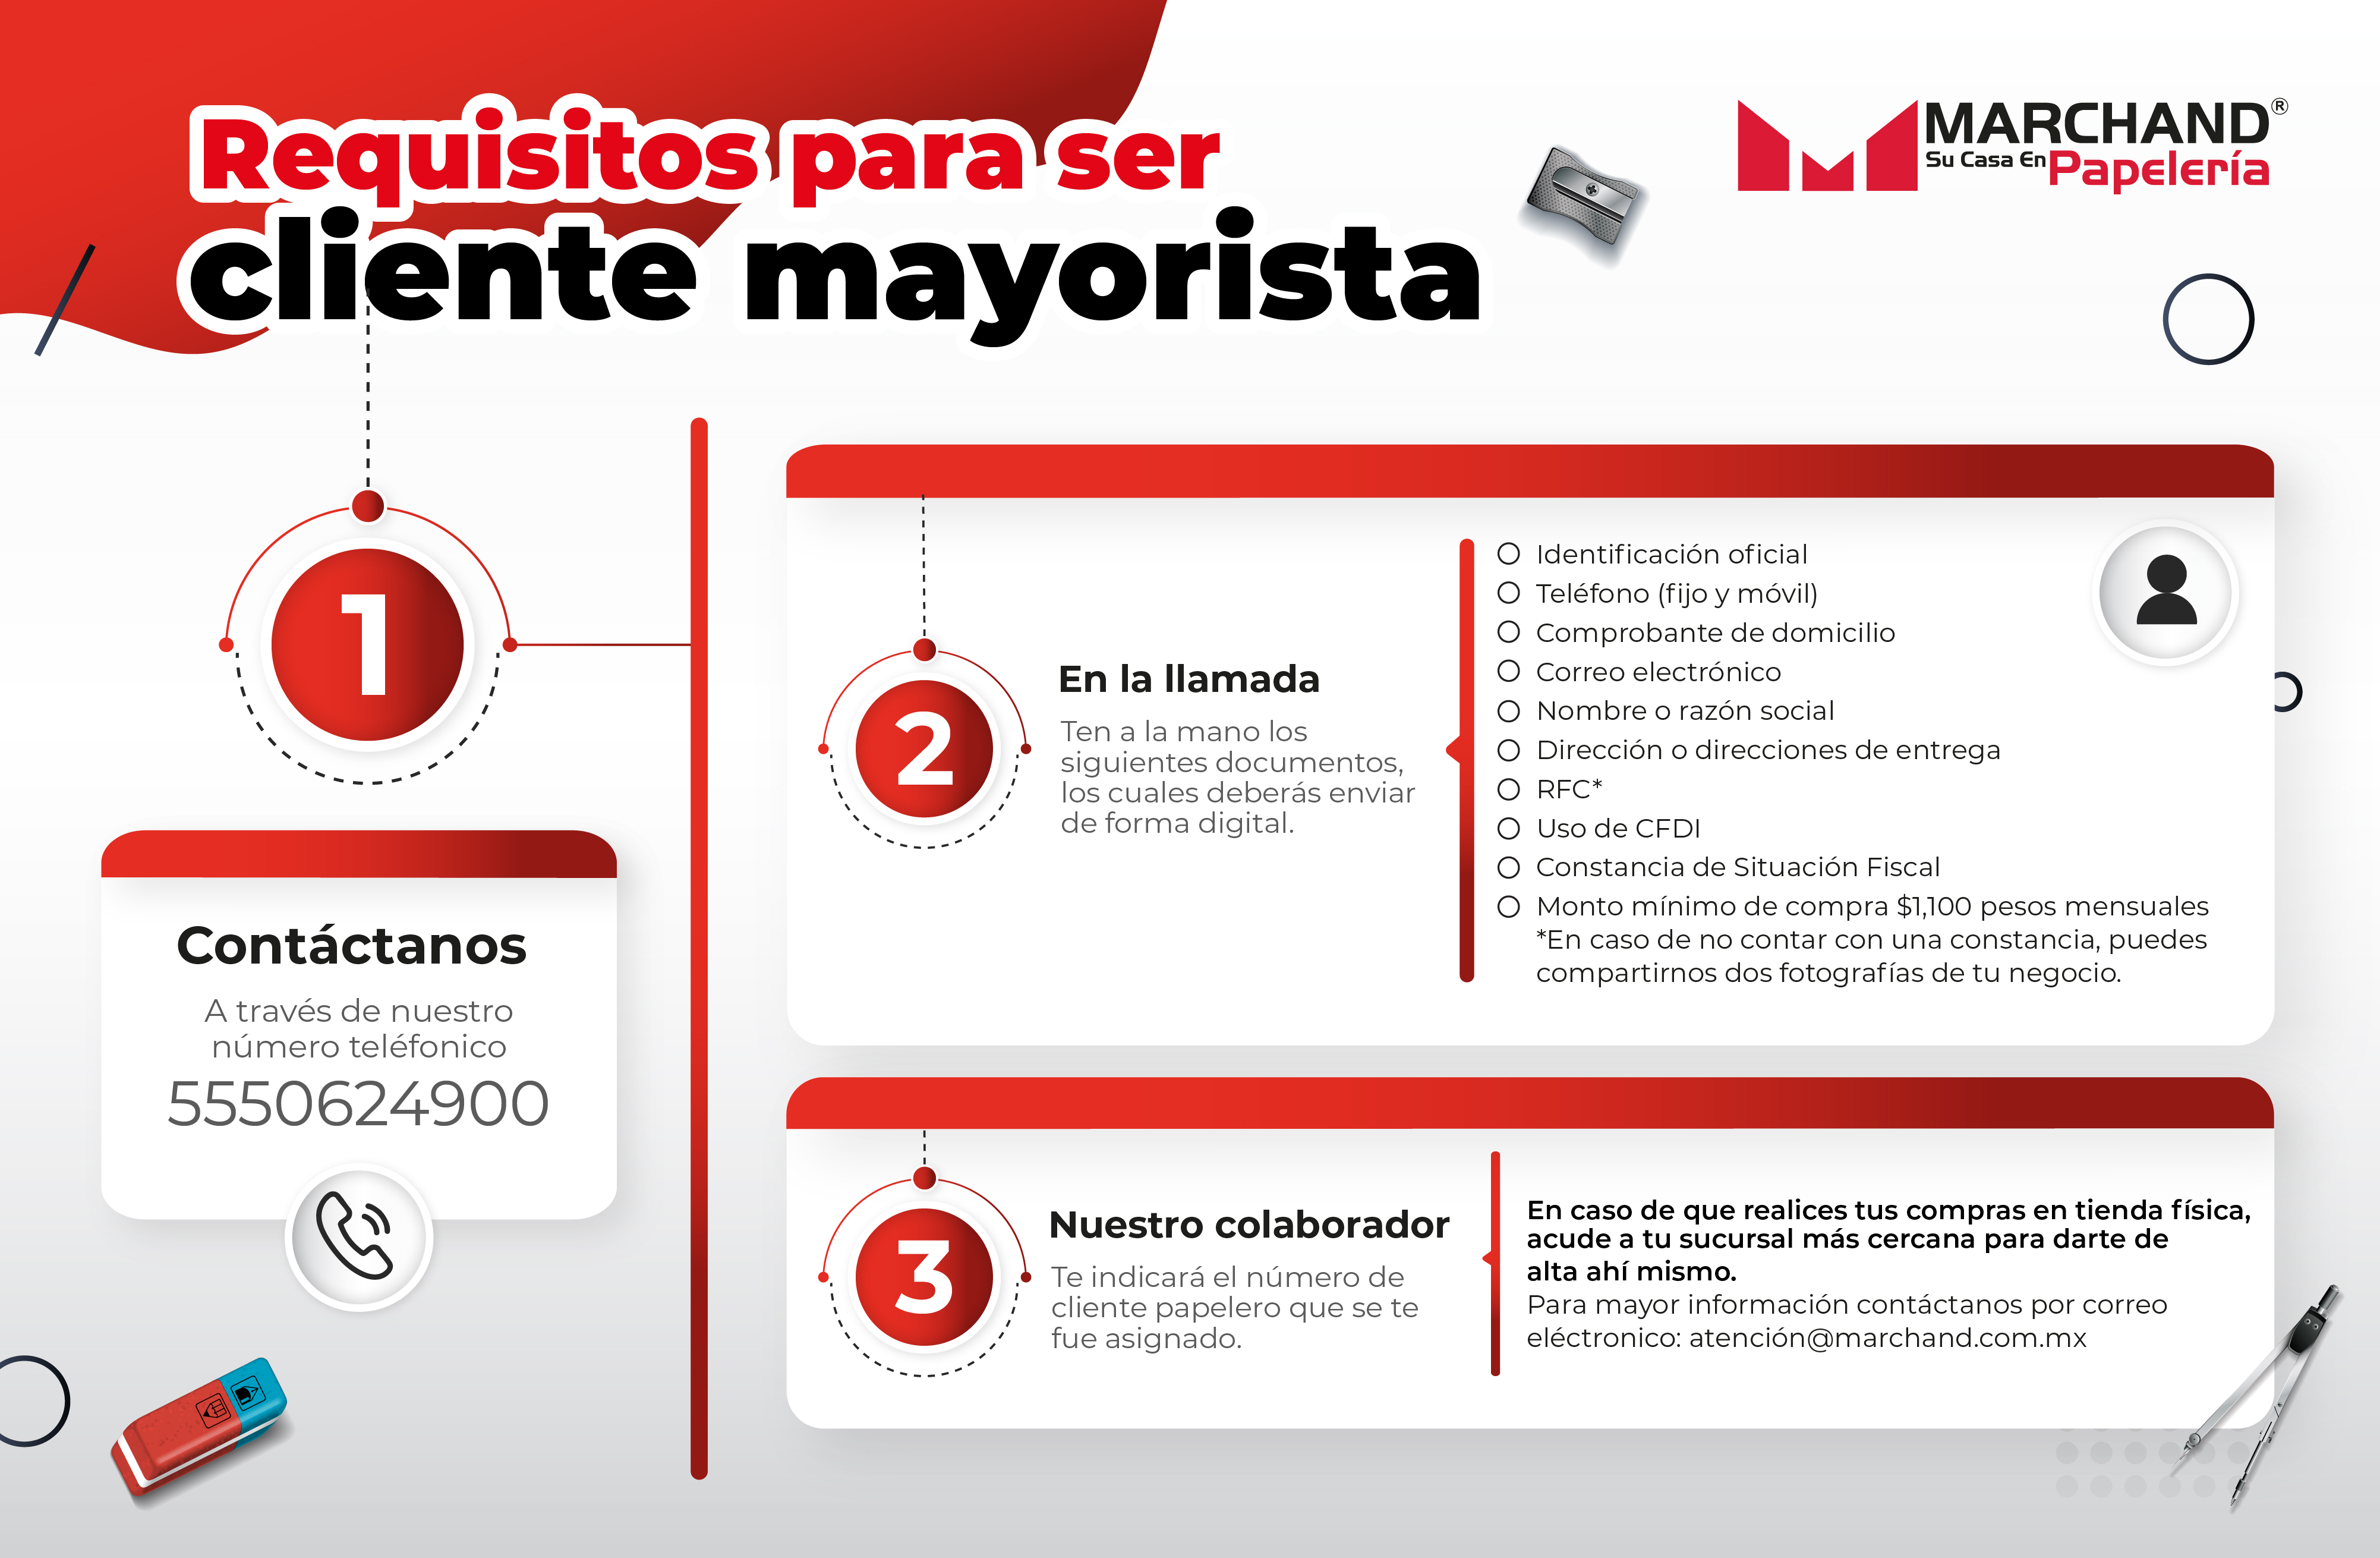 Requisitos para ser
cliente mayorista
MARCHAND®
Su Casa En Papelería
1
Contáctanos
A través de nuestro
número teléfonico
5550624900
2
En la llamada
Ten a la mano los
siguientes documentos,
los cuales deberás enviar
de forma digital.
Identificación oficial
Teléfono (fijo y móvil)
Comprobante de domicilio
Correo electrónico
Nombre o razón social
Dirección o direcciones de entrega
RFC*
Uso de CFDI
Constancia de Situación Fiscal
Monto mínimo de compra $1,100 pesos mensuales
*En caso de no contar con una constancia, puedes
compartirnos dos fotografías de tu negocio.
3
Nuestro colaborador
Te indicará el número de
cliente papelero que se te
fue asignado.
En caso de que realices tus compras en tienda física,
acude a tu sucursal más cercana para darte de
alta ahí mismo.
Para mayor información contáctanos por correo
eléctronico: atención@marchand.com.mx